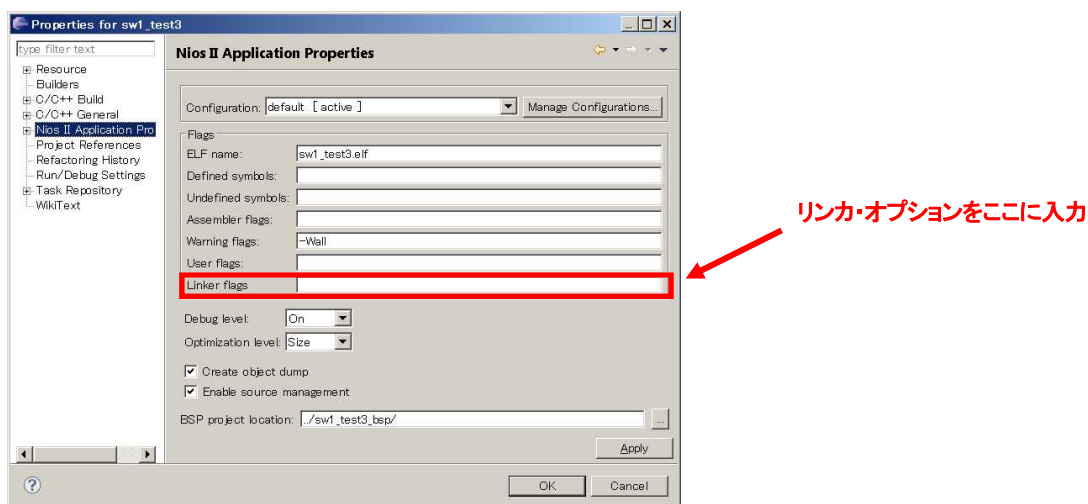 Properties for sw1_test3
type filter text
Resource
Builders
C/C++ Build
C/C++ General
Nios II Application Pro
Project References
Refactoring History
Run/Debug Settings
Task Repository
WikiText
Nios II Application Properties
Configuration: default [ active ] Manage Configurations...
Flags
ELF name: sw1_test3.elf
Defined symbols:
Undefined symbols:
Assembler flags:
Warning flags: -Wall
User flags:
Linker flags
リンカ・オプションをここに入力
Debug level: On
Optimization level: Size
Create object dump
Enable source management
BSP project location: ../sw1_test3_bsp/ ...
Apply
OK Cancel